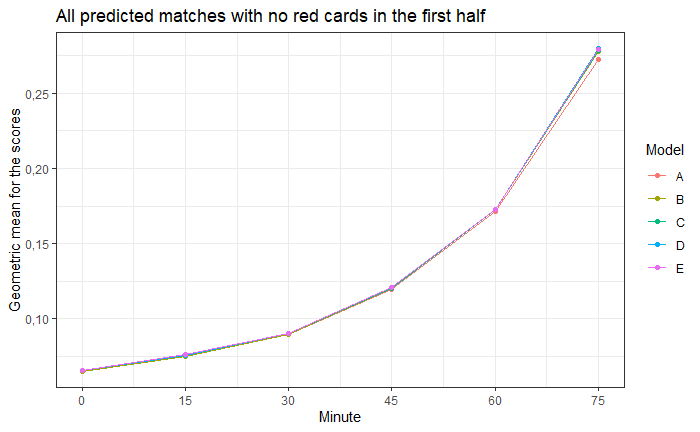 All predicted matches with no red cards in the first half
Geometric mean for the scores
0,25
0,20
0,15
0,10
0 15 30 45 60 75
Minute
Model
A
B
C
D
E